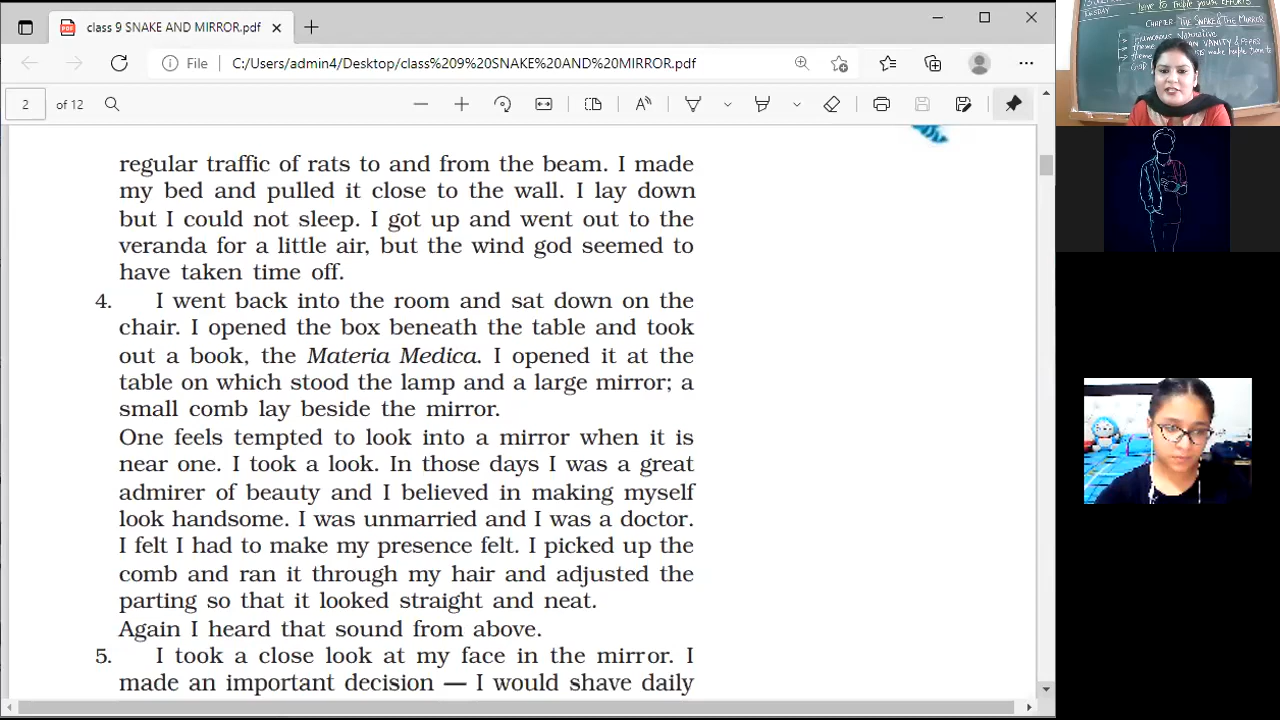 class 9 SNAKE AND MIRROR.pdf
File
C:/Users/admin4/Desktop/class%209%20SNAKE%20AND%20MIRROR.pdf
2 of 12
regular traffic of rats to and from the beam. I made
my bed and pulled it close to the wall. I lay down
but I could not sleep. I got up and went out to the
veranda for a little air, but the wind god seemed to
have taken time off.
4. I went back into the room and sat down on the
chair. I opened the box beneath the table and took
out a book, the Materia Medica. I opened it at the
table on which stood the lamp and a large mirror; a
small comb lay beside the mirror.
One feels tempted to look into a mirror when it is
near one. I took a look. In those days I was a great
admirer of beauty and I believed in making myself
look handsome. I was unmarried and I was a doctor.
I felt I had to make my presence felt. I picked up the
comb and ran it through my hair and adjusted the
parting so that it looked straight and neat.
Again I heard that sound from above.
5. I took a close look at my face in the mirror. I
made an important decision — I would shave daily
CHAPTER THE SNAKE & THE MIRROR
HUMOROUS NARRATIVE
VANITY & FEARS